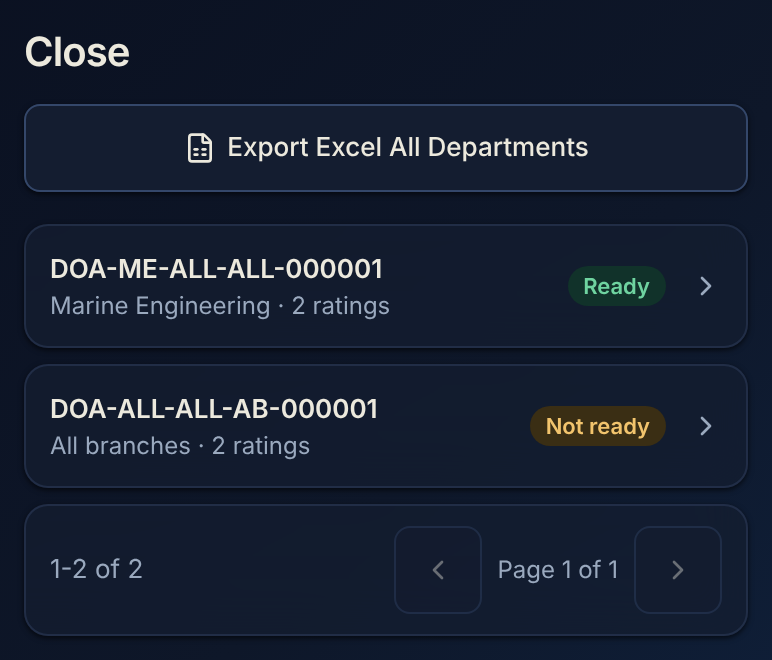 Close
Export Excel All Departments
DOA-ME-ALL-ALL-000001
Ready
Marine Engineering · 2 ratings
DOA-ALL-ALL-AB-000001
Not ready
All branches · 2 ratings
1-2 of 2
Page 1 of 1